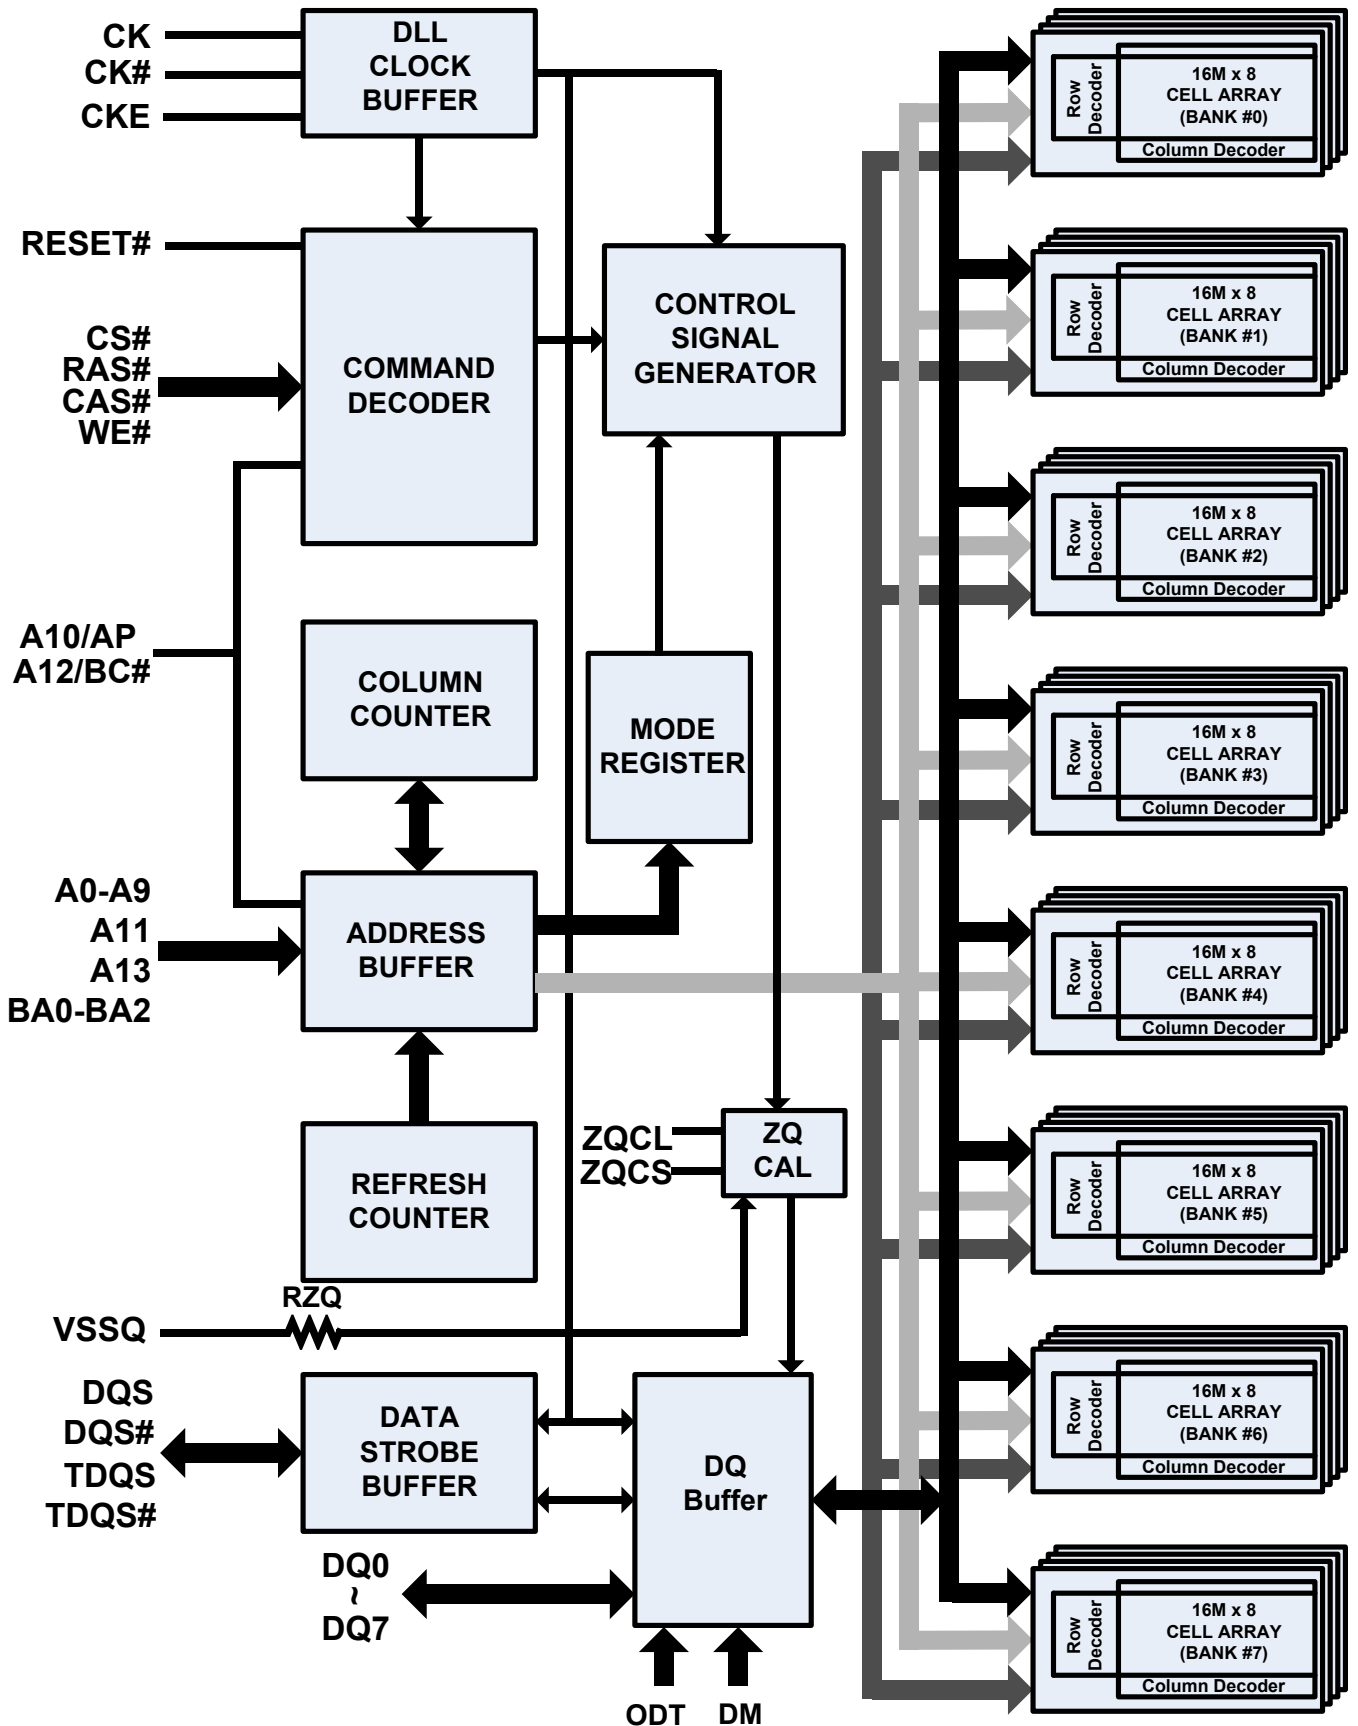 CK
CK#
CKE
DLL
CLOCK
BUFFER
RESET#
CS#
RAS#
CAS#
WE#
COMMAND
DECODER
CONTROL
SIGNAL
GENERATOR
A10/AP
A12/BC#
COLUMN
COUNTER
MODE
REGISTER
A0-A9
A11
A13
BA0-BA2
ADDRESS
BUFFER
REFRESH
COUNTER
ZQCL
ZQCS
ZQ
CAL
RZQ
VSSQ
DQS
DQS#
TDQS
TDQS#
DATA
STROBE
BUFFER
DQ
Buffer
DQ0
~
DQ7
ODT
DM
Row
Decoder
16M x 8
CELL ARRAY
(BANK #0)
Column Decoder
Row
Decoder
16M x 8
CELL ARRAY
(BANK #1)
Column Decoder
Row
Decoder
16M x 8
CELL ARRAY
(BANK #2)
Column Decoder
Row
Decoder
16M x 8
CELL ARRAY
(BANK #3)
Column Decoder
Row
Decoder
16M x 8
CELL ARRAY
(BANK #4)
Column Decoder
Row
Decoder
16M x 8
CELL ARRAY
(BANK #5)
Column Decoder
Row
Decoder
16M x 8
CELL ARRAY
(BANK #6)
Column Decoder
Row
Decoder
16M x 8
CELL ARRAY
(BANK #7)
Column Decoder